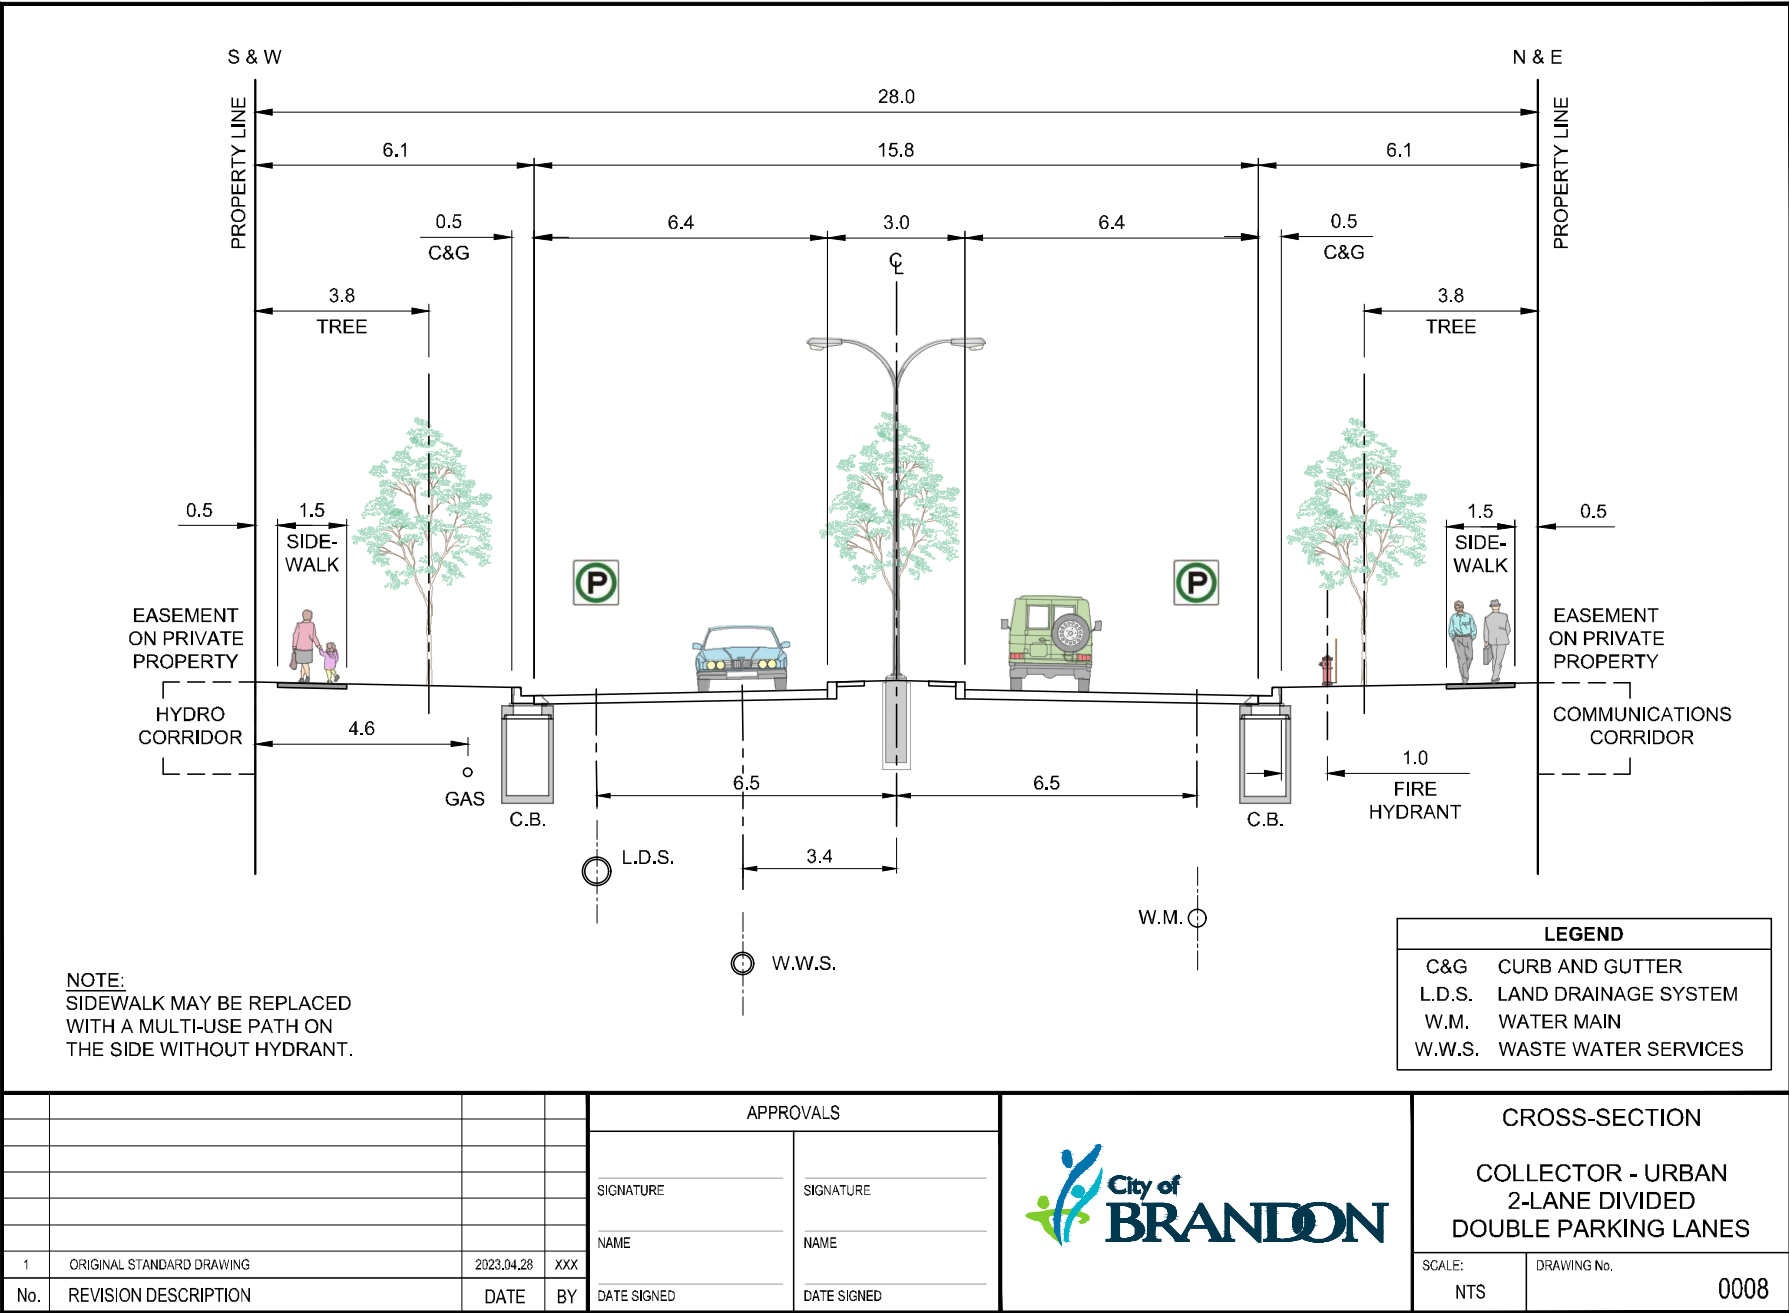 S & W
N & E
PROPERTY LINE
28.0
PROPERTY LINE
6.1
15.8
6.1
0.5
C&G
6.4
3.0
6.4
0.5
C&G
℄
3.8
TREE
3.8
TREE
0.5
1.5
SIDE-
WALK
1.5
SIDE-
WALK
0.5
P
P
EASEMENT
ON PRIVATE
PROPERTY
EASEMENT
ON PRIVATE
PROPERTY
HYDRO
CORRIDOR
COMMUNICATIONS
CORRIDOR
4.6
GAS
C.B.
6.5
6.5
C.B.
1.0
FIRE
HYDRANT
L.D.S.
3.4
W.M.
W.W.S.
NOTE:
SIDEWALK MAY BE REPLACED
WITH A MULTI-USE PATH ON
THE SIDE WITHOUT HYDRANT.
LEGEND
C&G CURB AND GUTTER
L.D.S. LAND DRAINAGE SYSTEM
W.M. WATER MAIN
W.W.S. WASTE WATER SERVICES
1 ORIGINAL STANDARD DRAWING 2023.04.28 XXX
No. REVISION DESCRIPTION DATE BY
APPROVALS
SIGNATURE SIGNATURE
NAME NAME
DATE SIGNED DATE SIGNED
City of
BRANDON
CROSS-SECTION
COLLECTOR - URBAN
2-LANE DIVIDED
DOUBLE PARKING LANES
SCALE:
NTS
DRAWING No.
0008